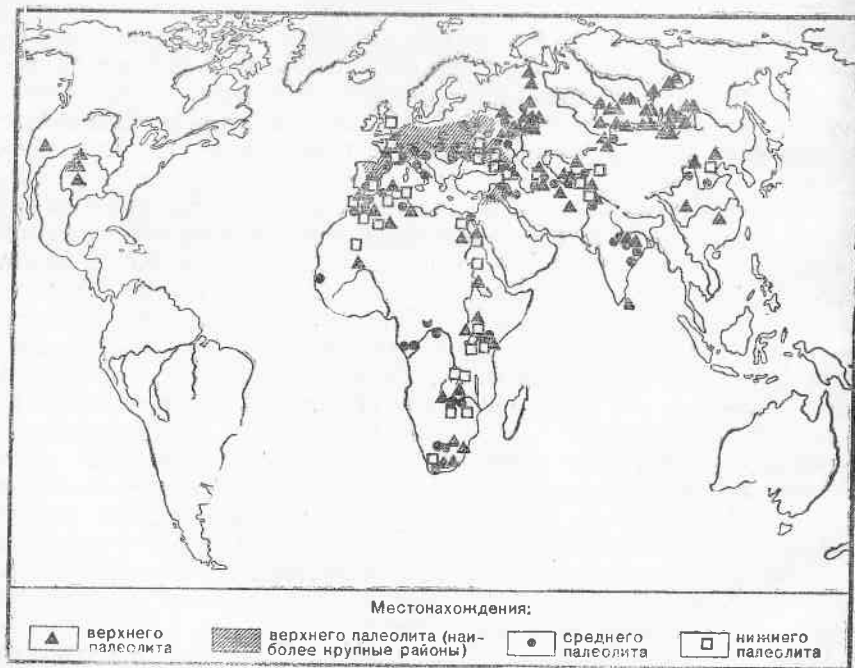 Местонахождения:
верхнего
палеолита
верхнего палеолита (наи-
более крупные районы)
среднего
палеолита
нижнего
палеолита